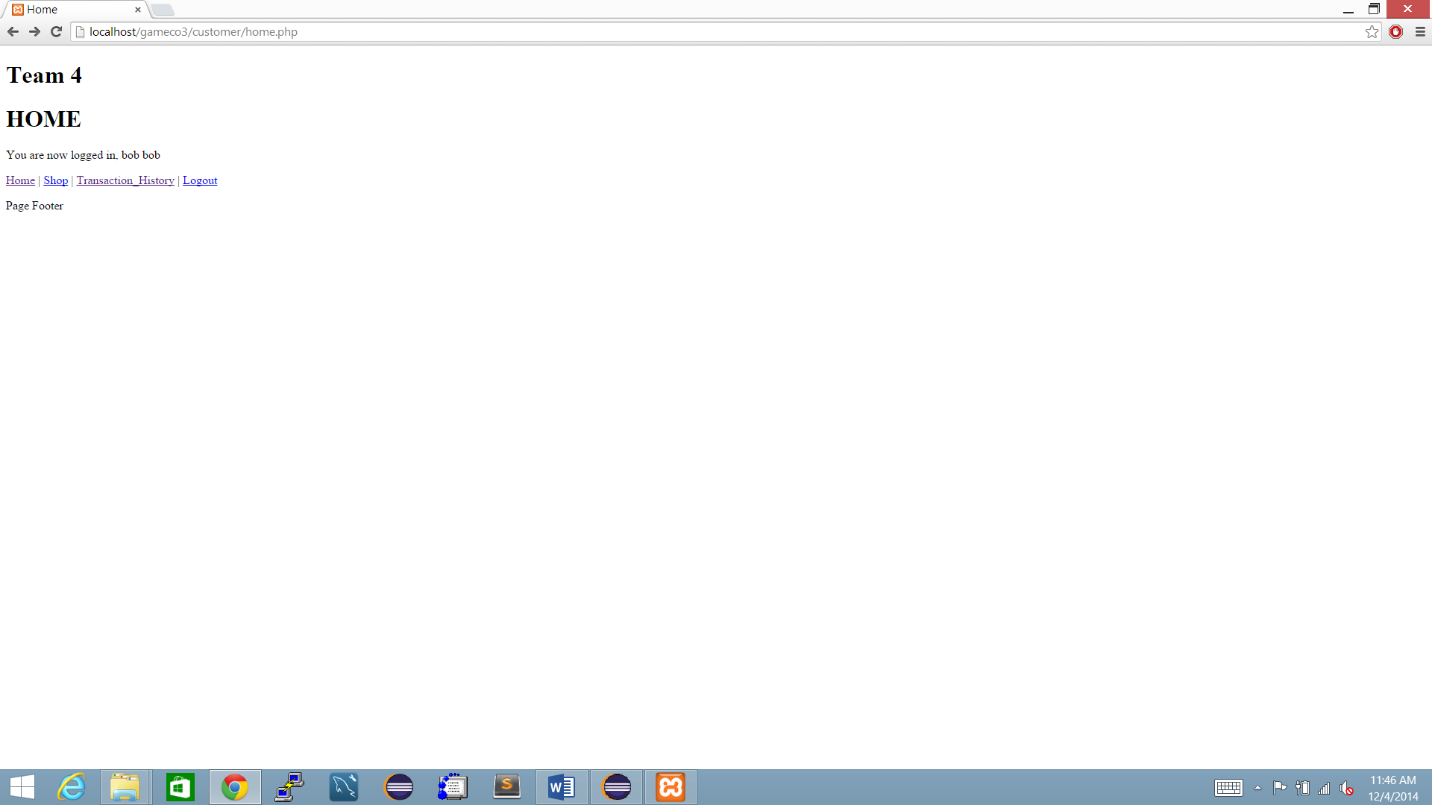 Home
localhost/gameco3/customer/home.php
Team 4
HOME
You are now logged in, bob bob
Home | Shop | Transaction_History | Logout
Page Footer
11:46 AM
12/4/2014